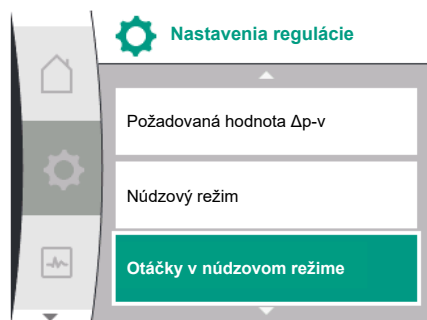 Nastavenia regulácie
Požadovaná hodnota Δp-v
Núdzový režim
Otáčky v núdzovom režime